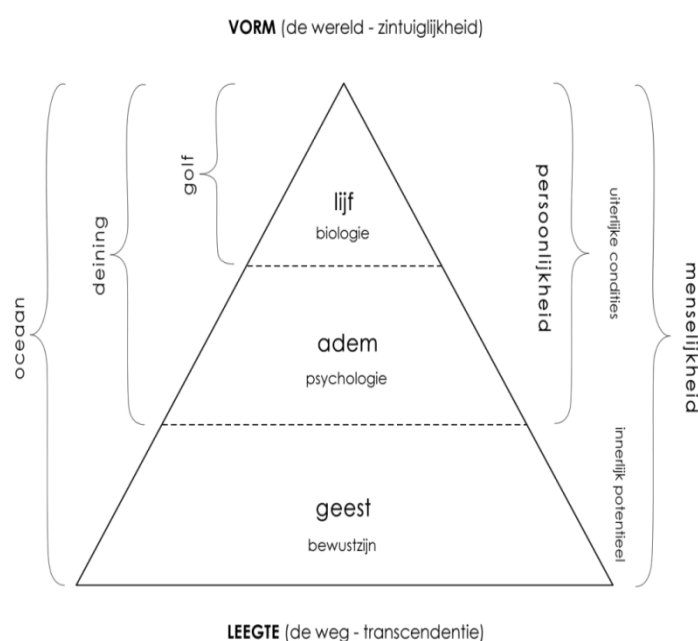 VORM (de wereld - zintuiglijkheid)
oceaan
deining
golf
lijf
biologie
adem
psychologie
geest
bewustzijn
persoonlijkheid
uiterlijke condities
innerlijk potentieel
menselijkheid
LEEGTE (de weg - transcendentie)